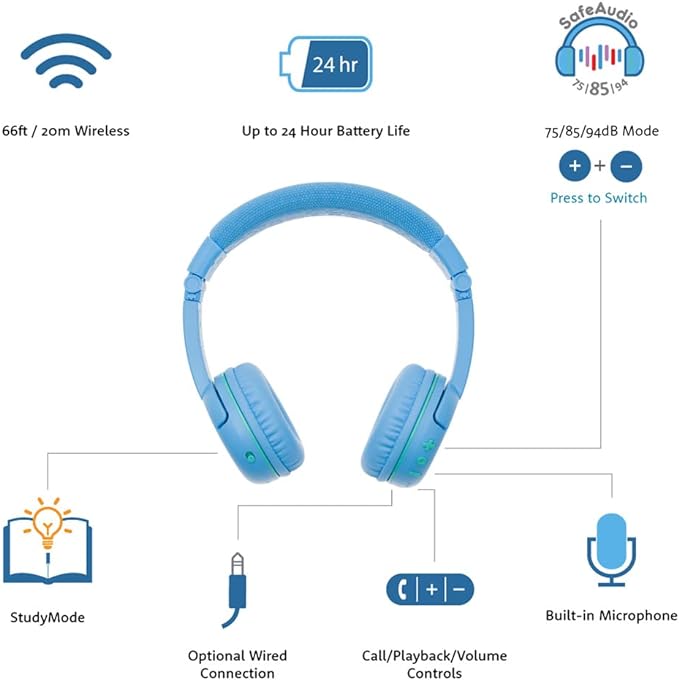 SafeAudio
24 hr
75/85/94
66ft / 20m Wireless
Up to 24 Hour Battery Life
75/85/94dB Mode
+ + −
Press to Switch
StudyMode
+ −
Built-in Microphone
Optional Wired
Connection
Call/Playback/Volume
Controls